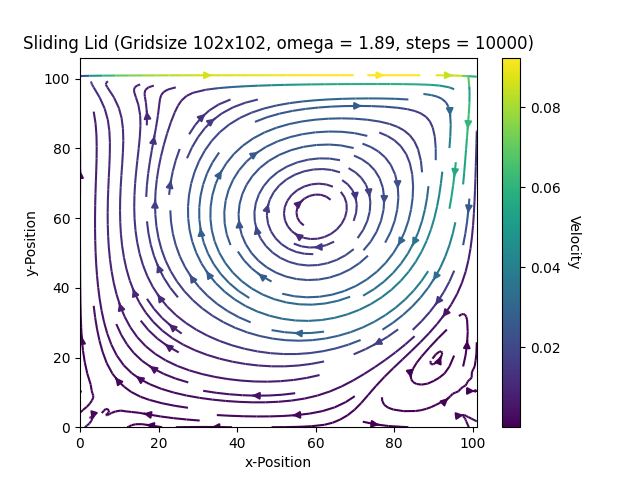 Sliding Lid (Gridsize 102x102, omega = 1.89, steps = 10000)
100
80
60
40
20
0
y-Position
0 20 40 60 80 100
x-Position
0.08
0.06
0.04
0.02
Velocity